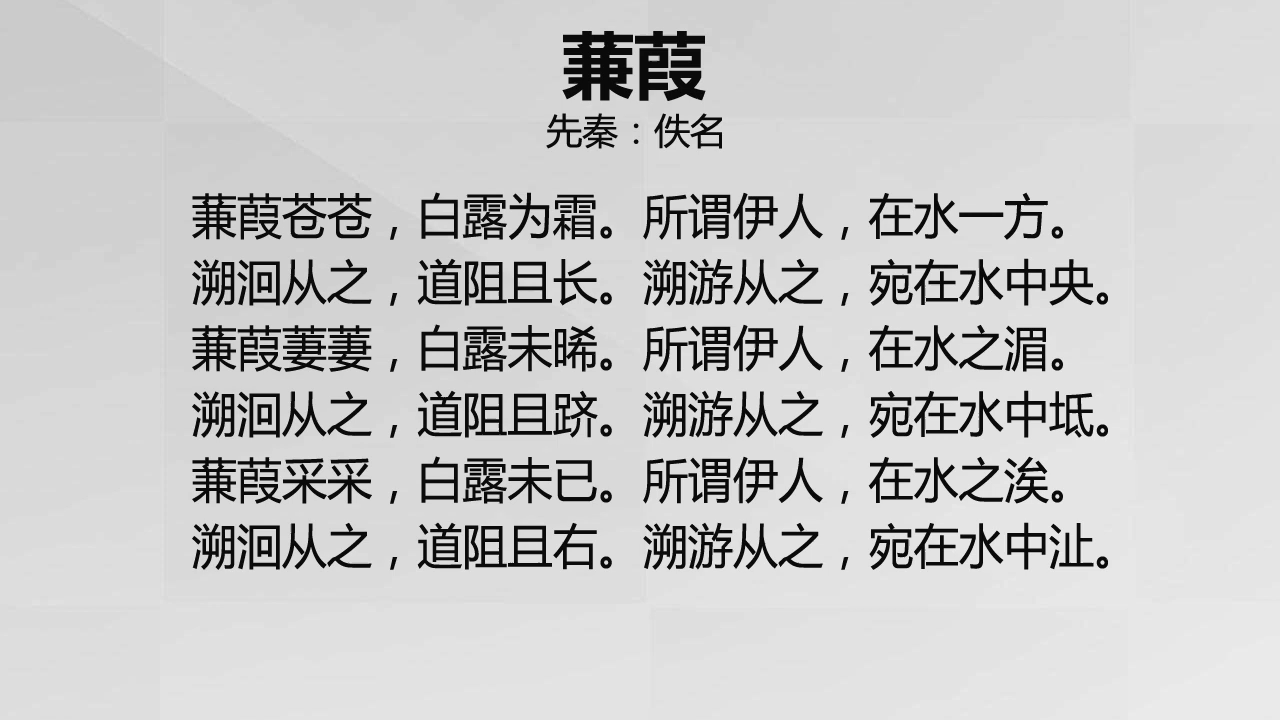 蒹葭
先秦：佚名
蒹葭苍苍，白露为霜。所谓伊人，在水一方。
溯洄从之，道阻且长。溯游从之，宛在水中央。
蒹葭萋萋，白露未晞。所谓伊人，在水之湄。
溯洄从之，道阻且跻。溯游从之，宛在水中坻。
蒹葭采采，白露未已。所谓伊人，在水之涘。
溯洄从之，道阻且右。溯游从之，宛在水中沚。